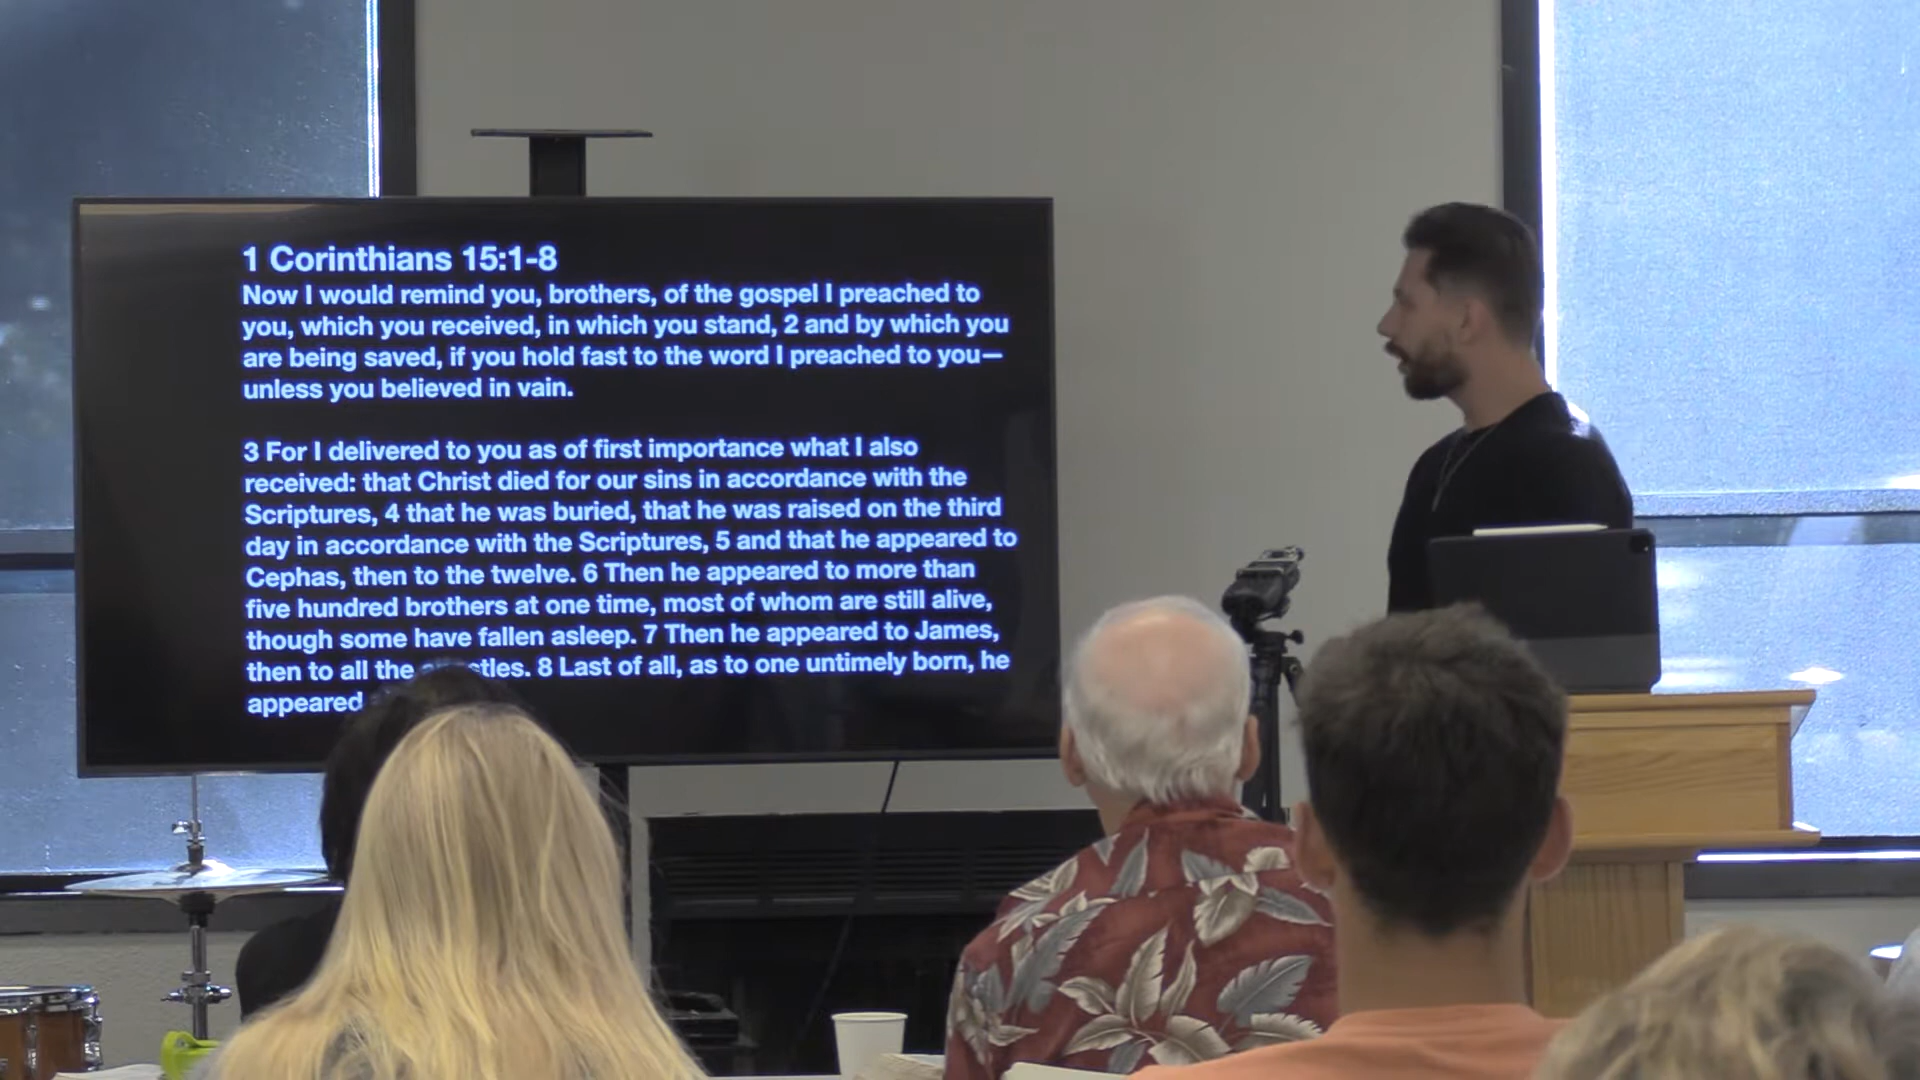 1 Corinthians 15:1-8
Now I would remind you, brothers, of the gospel I preached to
you, which you received, in which you stand, 2 and by which you
are being saved, if you hold fast to the word I preached to you—
unless you believed in vain.
3 For I delivered to you as of first importance what I also
received: that Christ died for our sins in accordance with the
Scriptures, 4 that he was buried, that he was raised on the third
day in accordance with the Scriptures, 5 and that he appeared to
Cephas, then to the twelve. 6 Then he appeared to more than
five hundred brothers at one time, most of whom are still alive,
though some have fallen asleep. 7 Then he appeared to James,
then to all the 8 Last of all, as to one untimely born, he
appeared